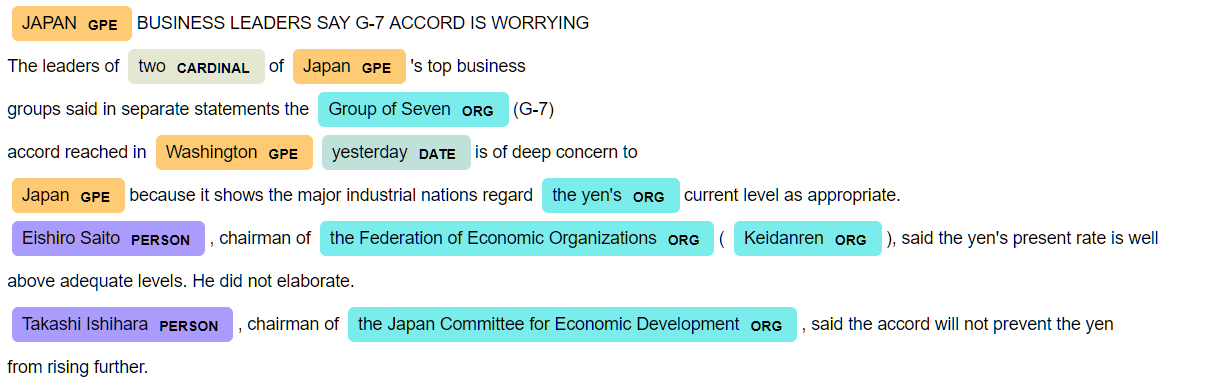 JAPAN GPE BUSINESS LEADERS SAY G-7 ACCORD IS WORRYING
The leaders of two CARDINAL of Japan GPE 's top business
groups said in separate statements the Group of Seven ORG (G-7)
accord reached in Washington GPE yesterday DATE is of deep concern to
Japan GPE because it shows the major industrial nations regard the yen's ORG current level as appropriate.
Eishiro Saito PERSON , chairman of the Federation of Economic Organizations ORG ( Keidanren ORG ), said the yen's present rate is well
above adequate levels. He did not elaborate.
Takashi Ishihara PERSON , chairman of the Japan Committee for Economic Development ORG , said the accord will not prevent the yen
from rising further.